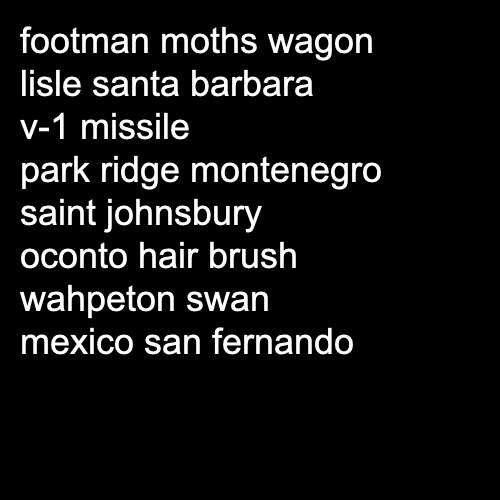 footman moths wagon
lisle santa barbara
v-1 missile
park ridge montenegro
saint johnsbury
oconto hair brush
wahpeton swan
mexico san fernando